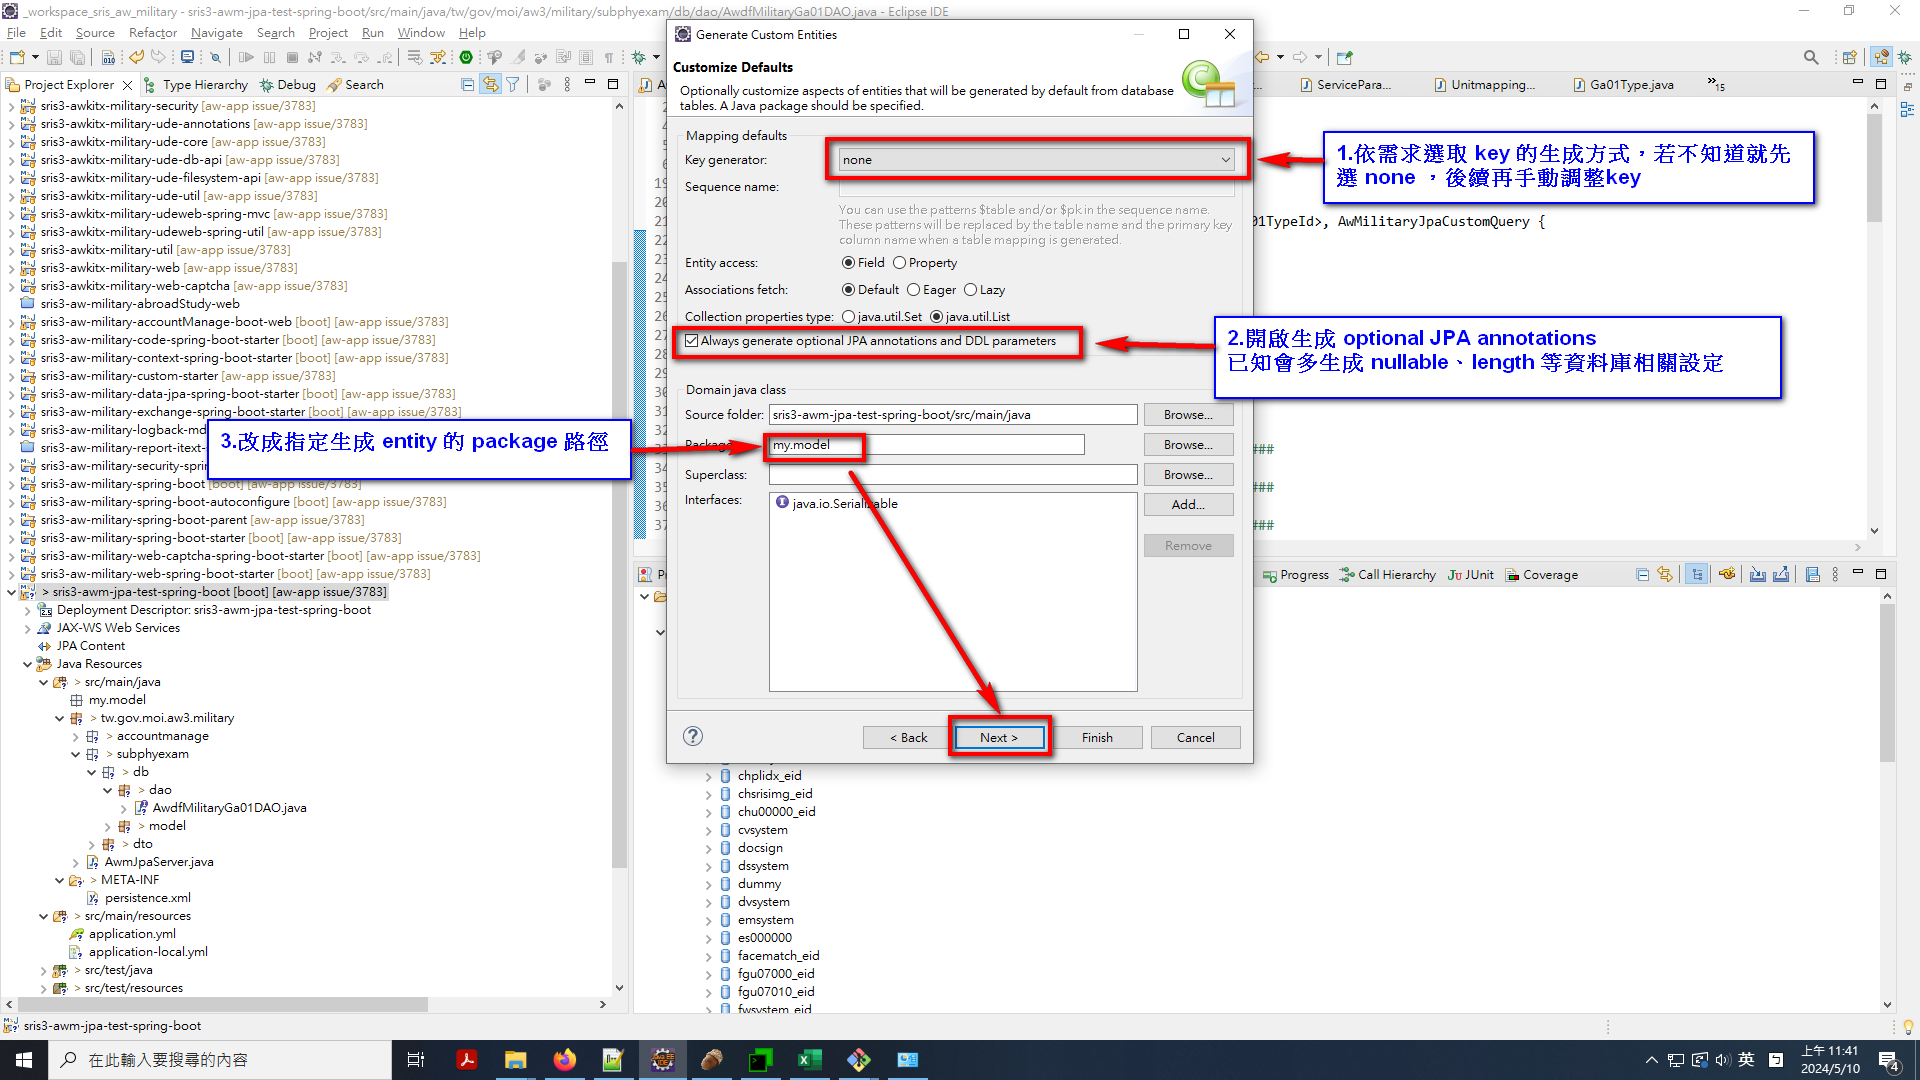 _workspace_sris_aw_military - sris3-awm-jpa-test-spring-boot/src/main/java/tw/gov/moi/aw3/military/subphyexam/db/dao/AwdfMilitaryGa01DAO.java - Eclipse IDE
File Edit Source Refactor Navigate Search Project Run Window Help
Project Explorer
Type Hierarchy
Debug
Search
sris3-awkitx-military-security [aw-app issue/3783]
sris3-awkitx-military-ude-annotations [aw-app issue/3783]
sris3-awkitx-military-ude-core [aw-app issue/3783]
sris3-awkitx-military-ude-db-api [aw-app issue/3783]
sris3-awkitx-military-ude-filesystem-api [aw-app issue/3783]
sris3-awkitx-military-ude-util [aw-app issue/3783]
sris3-awkitx-military-udeweb-spring-mvc [aw-app issue/3783]
sris3-awkitx-military-udeweb-spring-util [aw-app issue/3783]
sris3-awkitx-military-util [aw-app issue/3783]
sris3-awkitx-military-web [aw-app issue/3783]
sris3-awkitx-military-web-captcha [aw-app issue/3783]
sris3-aw-military-abroadStudy-web
sris3-aw-military-accountManage-boot-web [boot] [aw-app issue/3783]
sris3-aw-military-code-spring-boot-starter [boot] [aw-app issue/3783]
sris3-aw-military-context-spring-boot-starter [boot] [aw-app issue/3783]
sris3-aw-military-custom-starter [aw-app issue/3783]
sris3-aw-military-data-jpa-spring-boot-starter [boot] [aw-app issue/3783]
sris3-aw-military-exchange-spring-boot-starter [boot] [aw-app issue/3783]
sris3-aw-military-logback-md
sris3-aw-military-report-itext-
sris3-aw-military-security-sprin
sris3-aw-military-spring-boot [boot] [aw-app issue/3783]
sris3-aw-military-spring-boot-autoconfigure [boot] [aw-app issue/3783]
sris3-aw-military-spring-boot-parent [aw-app issue/3783]
sris3-aw-military-spring-boot-starter [boot] [aw-app issue/3783]
sris3-aw-military-web-captcha-spring-boot-starter [boot] [aw-app issue/3783]
sris3-aw-military-web-spring-boot-starter [boot] [aw-app issue/3783]
> sris3-awm-jpa-test-spring-boot [boot] [aw-app issue/3783]
Deployment Descriptor: sris3-awm-jpa-test-spring-boot
JAX-WS Web Services
JPA Content
Java Resources
> src/main/java
my.model
> tw.gov.moi.aw3.military
> accountmanage
> subphyexam
> db
> dao
AwdfMilitaryGa01DAO.java
> model
> dto
AwmJpaServer.java
> META-INF
persistence.xml
> src/main/resources
application.yml
application-local.yml
> src/test/java
> src/test/resources
sris3-awm-jpa-test-spring-boot
Generate Custom Entities
Customize Defaults
Optionally customize aspects of entities that will be generated by default from database
tables. A Java package should be specified.
Mapping defaults
Key generator: none
Sequence name:
You can use the patterns $table and/or $pk in the sequence name.
These patterns will be replaced by the table name and the primary key
column name when a table mapping is generated.
Entity access: Field Property
Associations fetch: Default Eager Lazy
Collection properties type: java.util.Set java.util.List
Always generate optional JPA annotations and DDL parameters
Domain java class
Source folder: sris3-awm-jpa-test-spring-boot/src/main/java Browse...
Package my.model Browse...
Superclass: Browse...
Interfaces: java.io.Serializable Add...
Remove
< Back Next > Finish Cancel
1.依需求選取 key 的生成方式，若不知道就先
選 none ，後續再手動調整key
2.開啟生成 optional JPA annotations
已知會多生成 nullable、length 等資料庫相關設定
3.改成指定生成 entity 的 package 路徑
ServicePara...
Unitmapping...
Ga01Type.java
15
01TypeId>, AwMilitaryJpaCustomQuery {
###
###
###
Progress
Call Hierarchy
JUnit
Coverage
chplidx_eid
chsrisimg_eid
chu00000_eid
cvsystem
docsign
dssystem
dummy
dvsystem
emsystem
es000000
facematch_eid
fgu07000_eid
fgu07010_eid
fwsystem_eid
在此輸入要搜尋的內容
英
上午 11:41
2024/5/10
4